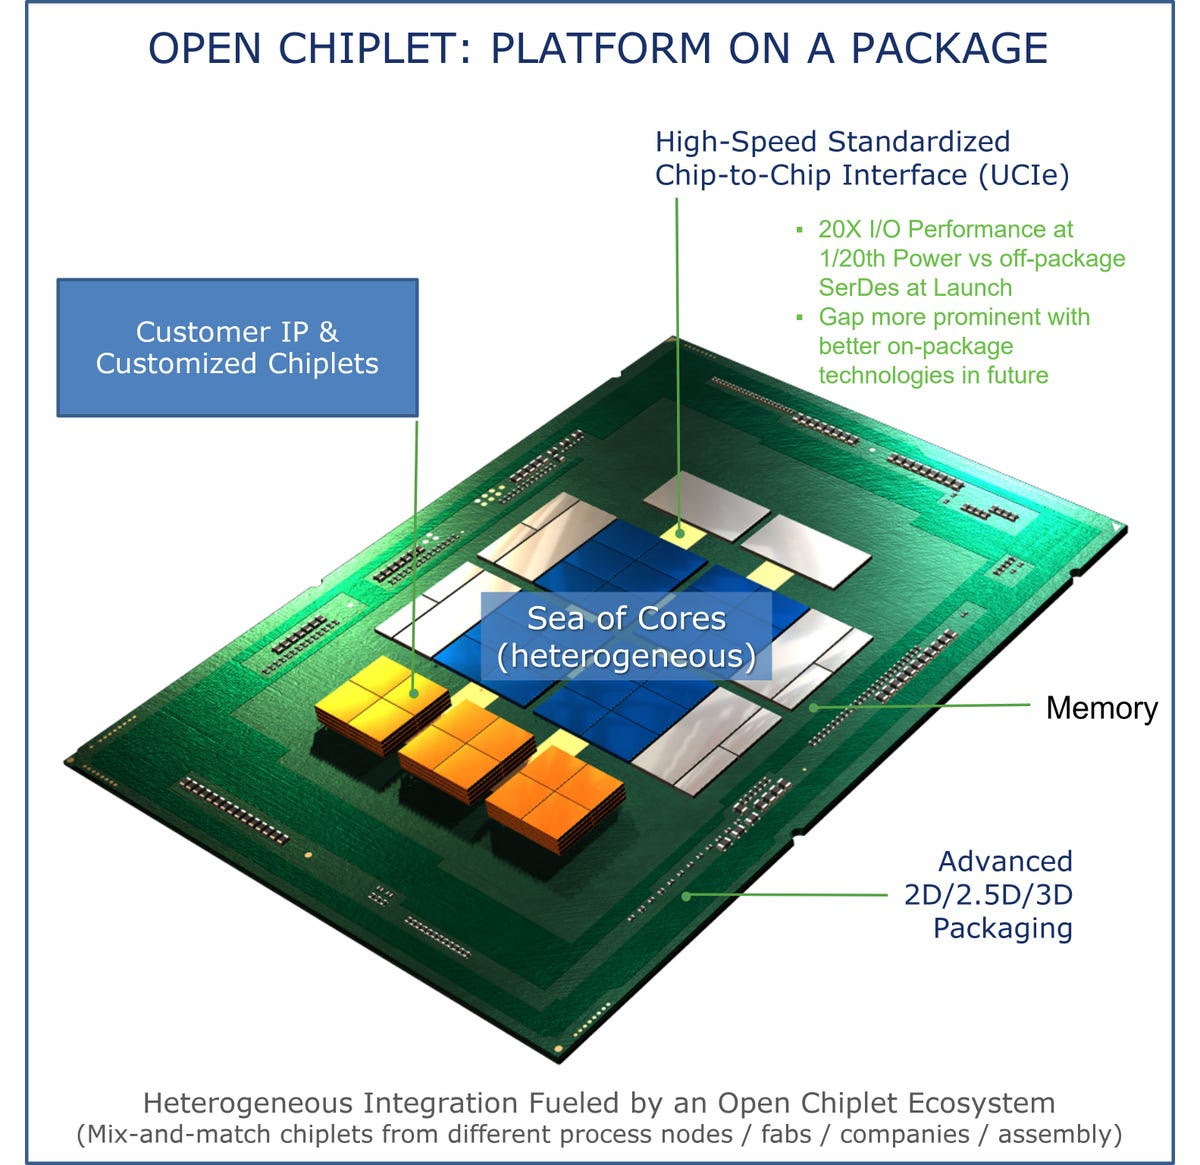 OPEN CHIPLET: PLATFORM ON A PACKAGE
High-Speed Standardized
Chip-to-Chip Interface (UCIe)
▪ 20X I/O Performance at
1/20th Power vs off-package
SerDes at Launch
▪ Gap more prominent with
better on-package
technologies in future
Customer IP &
Customized Chiplets
Sea of Cores
(heterogeneous)
Memory
Advanced
2D/2.5D/3D
Packaging
Heterogeneous Integration Fueled by an Open Chiplet Ecosystem
(Mix-and-match chiplets from different process nodes / fabs / companies / assembly)